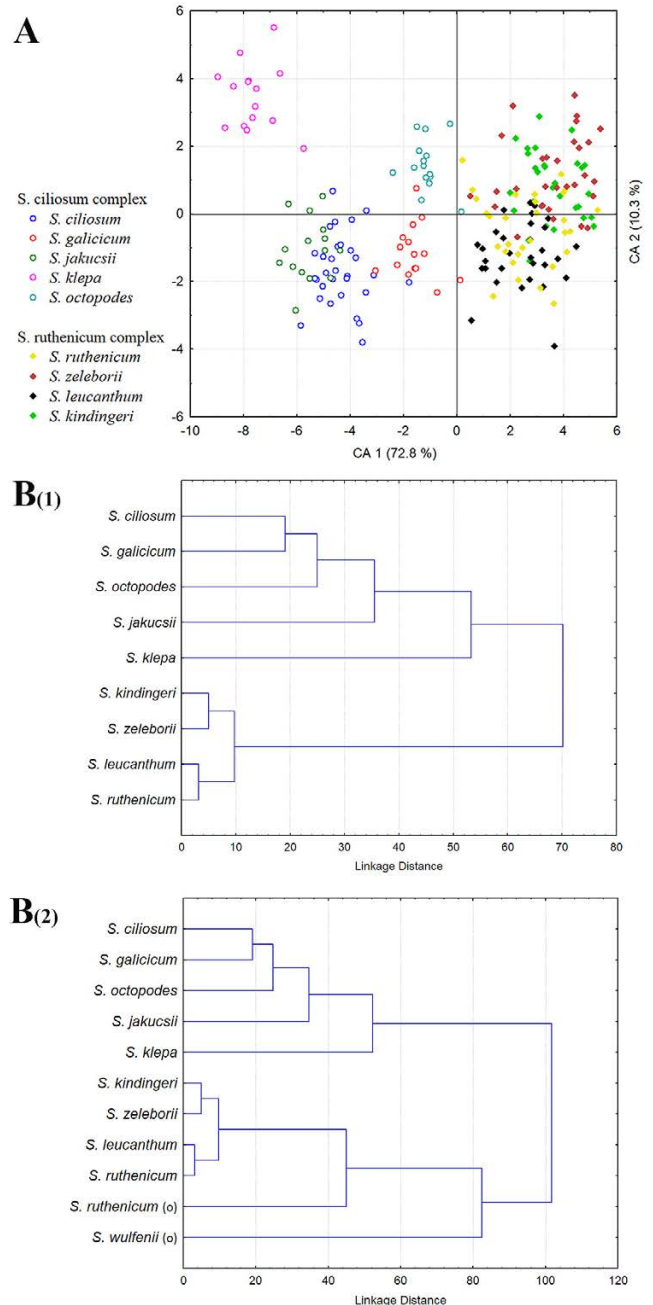 A
6
4
2
0
-2
-4
-6
-10 -8 -6 -4 -2 0 2 4 6
CA 1 (72.8 %)
CA 2 (10.3 %)
S. ciliosum complex
S. ciliosum
S. galicicum
S. jakucsii
S. klepa
S. octopodes
S. ruthenicum complex
S. ruthenicum
S. zeleborii
S. leucanthum
S. kindingeri
B(1)
S. ciliosum
S. galicicum
S. octopodes
S. jakucsii
S. klepa
S. kindingeri
S. zeleborii
S. leucanthum
S. ruthenicum
0 10 20 30 40 50 60 70 80
Linkage Distance
B(2)
S. ciliosum
S. galicicum
S. octopodes
S. jakucsii
S. klepa
S. kindingeri
S. zeleborii
S. leucanthum
S. ruthenicum
S. ruthenicum (o)
S. wulfenii (o)
0 20 40 60 80 100 120
Linkage Distance